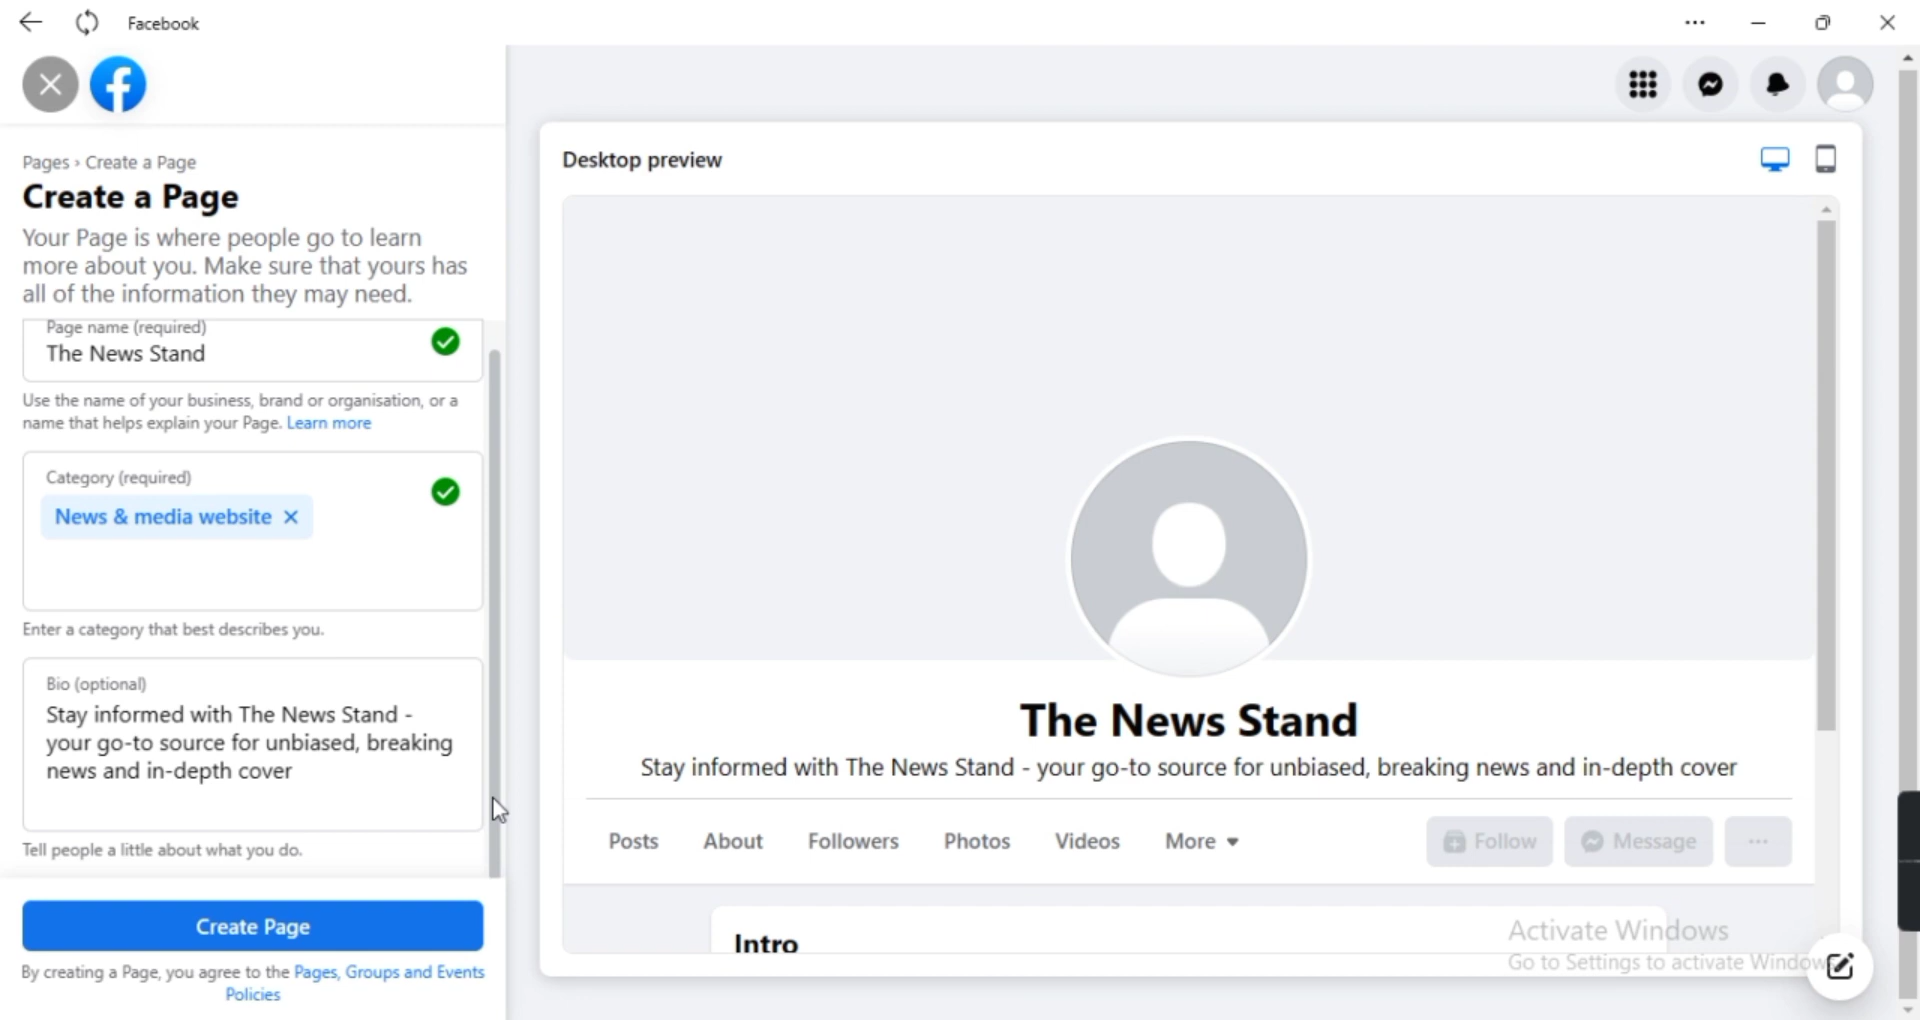 Facebook
Pages › Create a Page
Create a Page
Your Page is where people go to learn
more about you. Make sure that yours has
all of the information they may need.
Page name (required)
The News Stand
Use the name of your business, brand or organisation, or a
name that helps explain your Page. Learn more
Category (required)
News & media website
Enter a category that best describes you.
Bio (optional)
Stay informed with The News Stand -
your go-to source for unbiased, breaking
news and in-depth cover
Tell people a little about what you do.
Create Page
By creating a Page, you agree to the Pages, Groups and Events
Policies
Desktop preview
The News Stand
Stay informed with The News Stand - your go-to source for unbiased, breaking news and in-depth cover
Posts About Followers Photos Videos More Follow Message
Intro
Activate Windows
Go to Settings to activate Windows